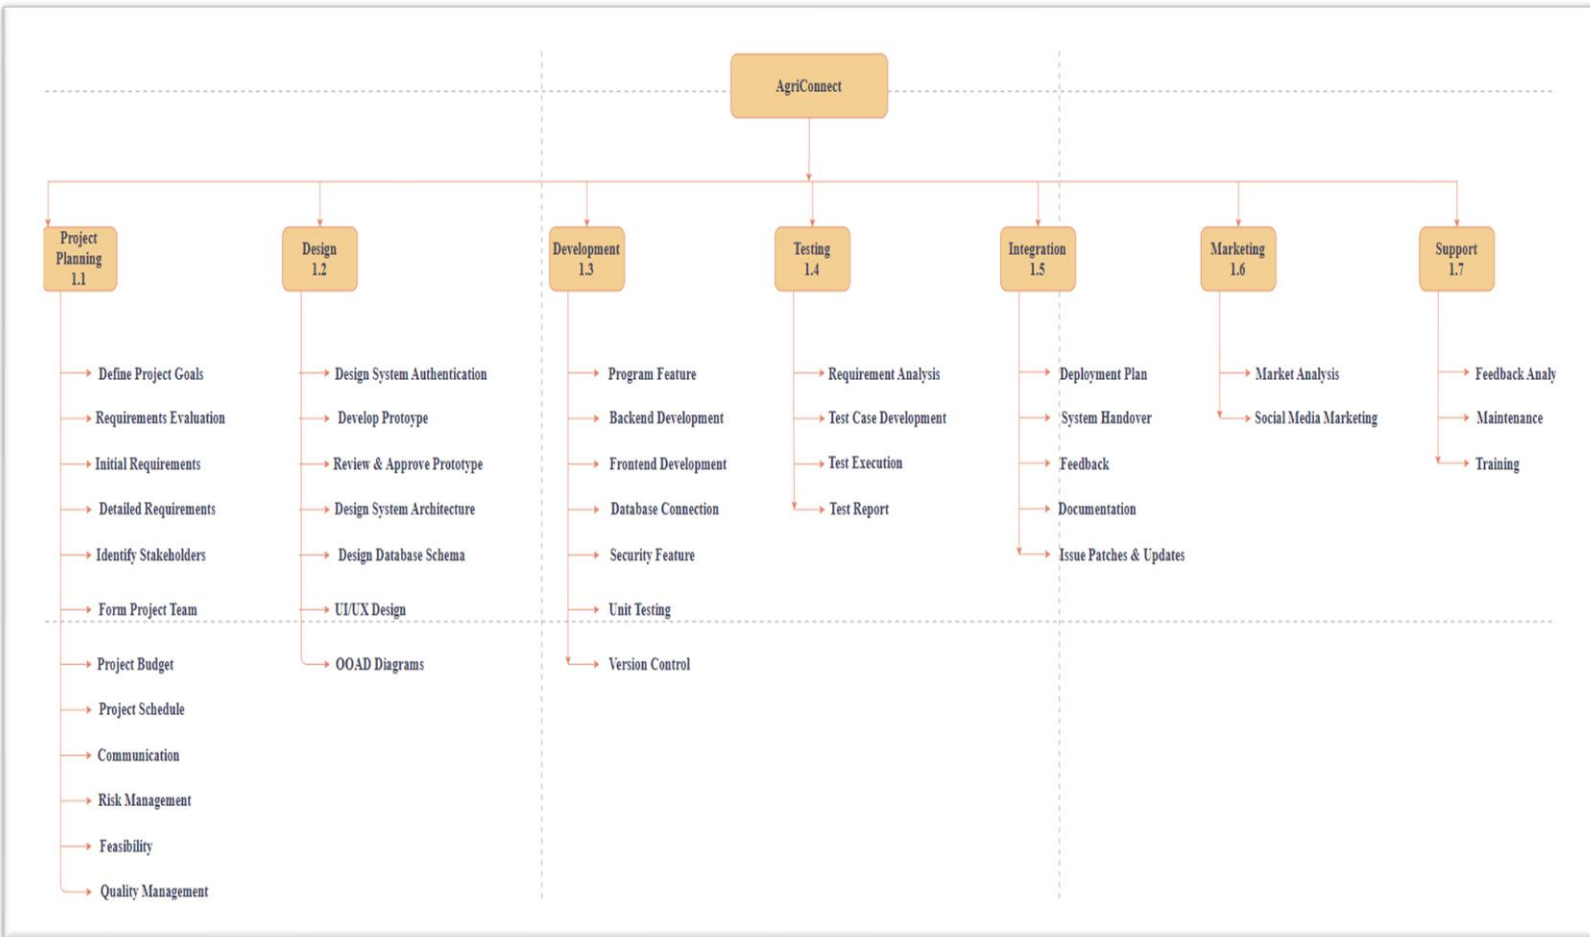 AgriConnect
Project
Planning
1.1
Design
1.2
Development
1.3
Testing
1.4
Integration
1.5
Marketing
1.6
Support
1.7
Define Project Goals
Requirements Evaluation
Initial Requirements
Detailed Requirements
Identify Stakeholders
Form Project Team
Project Budget
Project Schedule
Communication
Risk Management
Feasibility
Quality Management
Design System Authentication
Develop Protoype
Review & Approve Prototype
Design System Architecture
Design Database Schema
UI/UX Design
OOAD Diagrams
Program Feature
Backend Development
Frontend Development
Database Connection
Security Feature
Unit Testing
Version Control
Requirement Analysis
Test Case Development
Test Execution
Test Report
Deployment Plan
System Handover
Feedback
Documentation
Issue Patches & Updates
Market Analysis
Social Media Marketing
Feedback Analy
Maintenance
Training